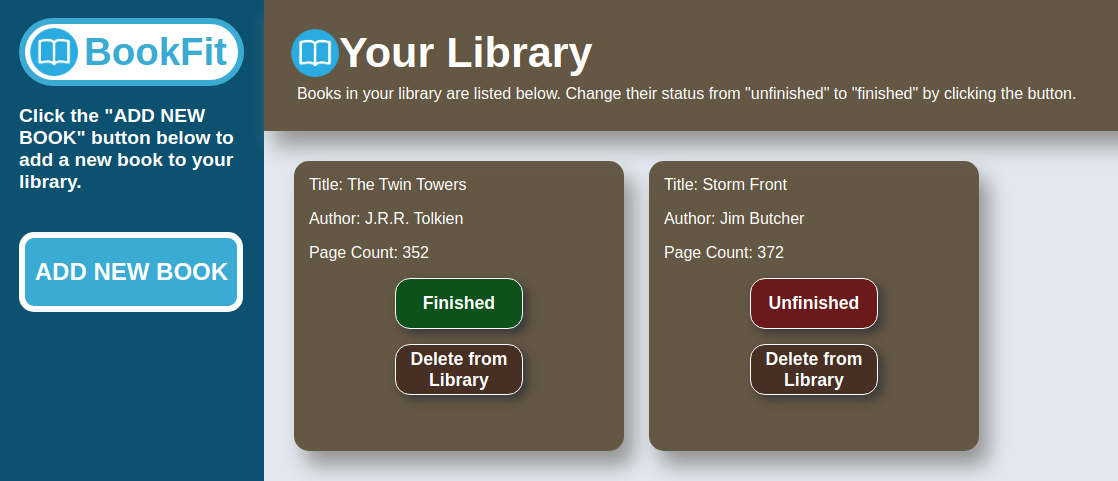 BookFit
Click the "ADD NEW
BOOK" button below to
add a new book to your
library.
ADD NEW BOOK
Your Library
Books in your library are listed below. Change their status from "unfinished" to "finished" by clicking the button.
Title: The Twin Towers
Author: J.R.R. Tolkien
Page Count: 352
Finished
Delete from
Library
Title: Storm Front
Author: Jim Butcher
Page Count: 372
Unfinished
Delete from
Library